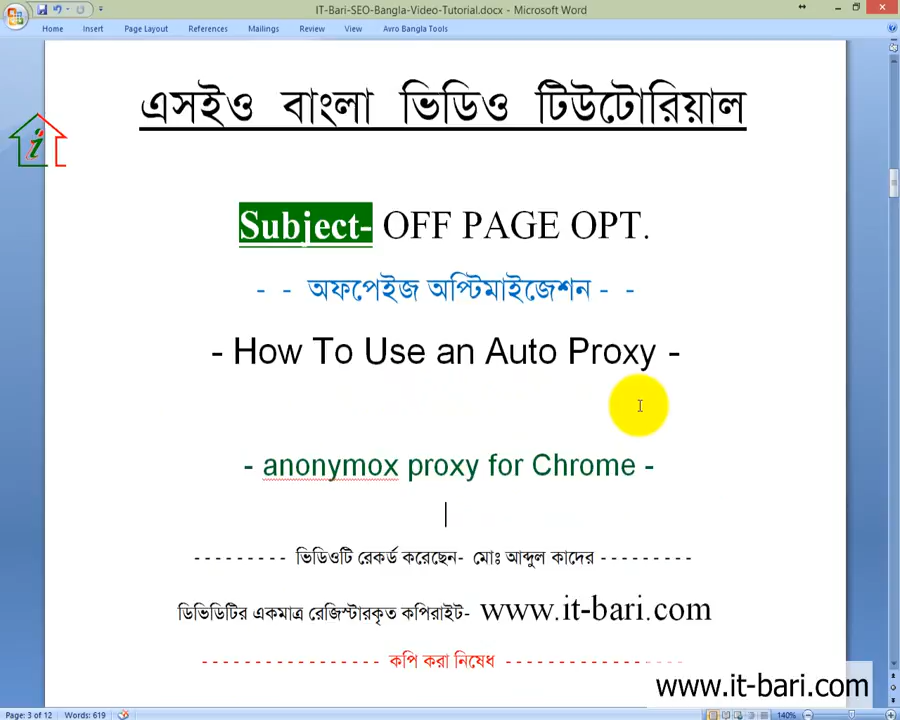 IT-Bari-SEO-Bangla-Video-Tutorial.docx - Microsoft Word
Home Insert Page Layout References Mailings Review View Avro Bangla Tools
এসইও বাংলা ভিডিও টিউটোরিয়াল
i
Subject- OFF PAGE OPT.
- - অফপেইজ অপ্টিমাইজেশন - -
- How To Use an Auto Proxy -
- anonymox proxy for Chrome -
--------- ভিডিওটি রেকর্ড করেছেন- মোঃ আব্দুল কাদের ---------
ডিভিডিটির একমাত্র রেজিস্টারকৃত কপিরাইট- www.it-bari.com
------------------ কপি করা নিষেধ ------------------
www.it-bari.com
Page: 3 of 12 Words: 619 140%